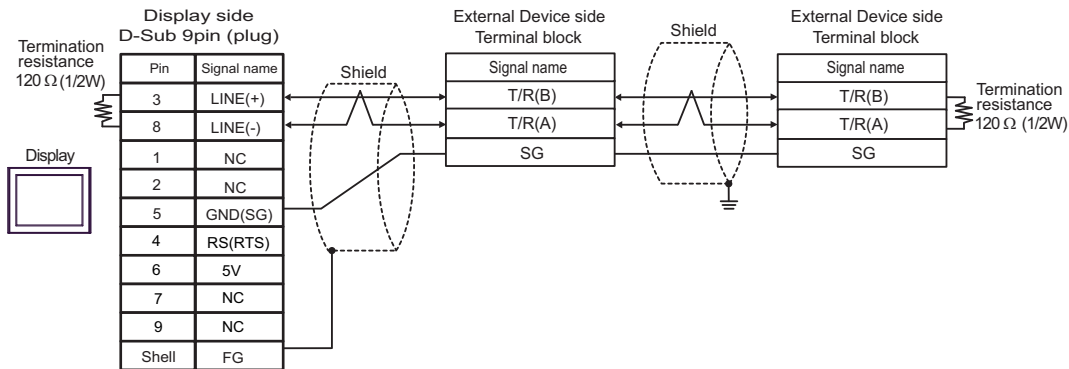 Display side
D-Sub 9pin (plug)
Termination
resistance
120 Ω (1/2W)
Pin Signal name
3 LINE(+)
8 LINE(-)
1 NC
2 NC
5 GND(SG)
4 RS(RTS)
6 5V
7 NC
9 NC
Shell FG
Display
Shield
External Device side
Terminal block
Signal name
T/R(B)
T/R(A)
SG
Shield
External Device side
Terminal block
Signal name
T/R(B)
T/R(A)
SG
Termination
resistance
120 Ω (1/2W)